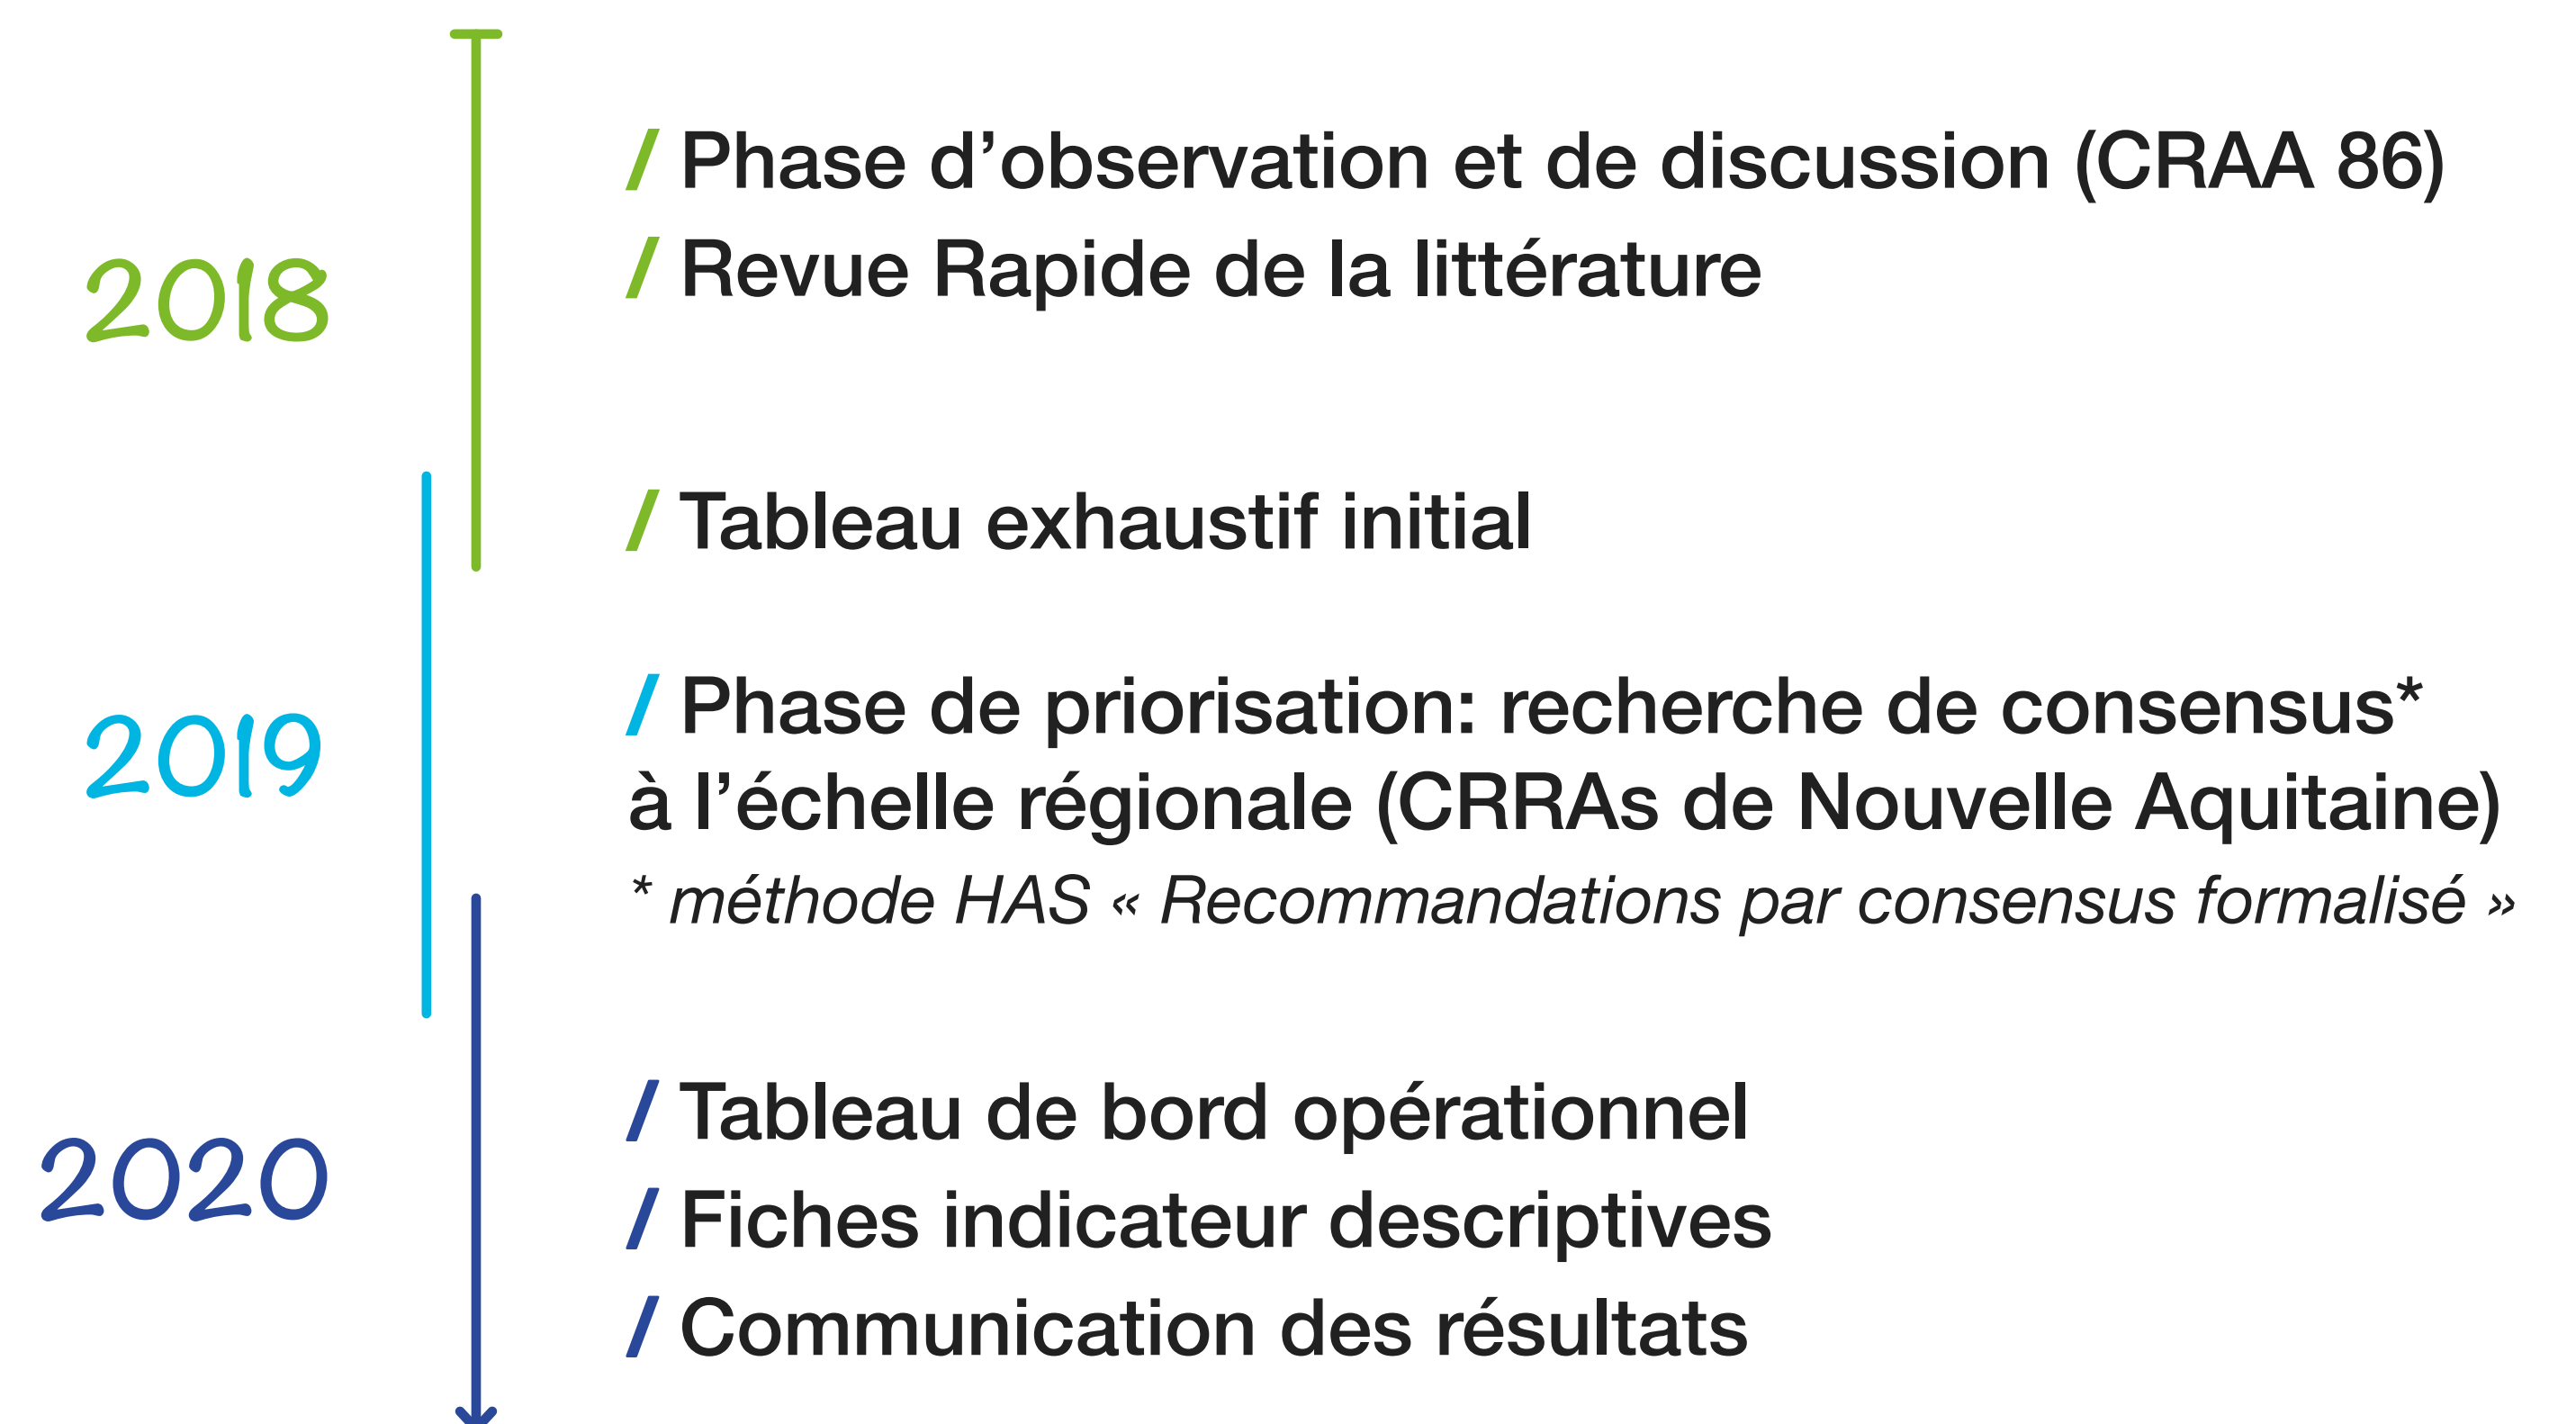 / Phase d’observation et de discussion (CRAA 86)
/ Revue Rapide de la littérature
2018
/ Tableau exhaustif initial
/ Phase de priorisation: recherche de consensus*
2019
à l’échelle régionale (CRRAs de Nouvelle Aquitaine)
* méthode HAS « Recommandations par consensus formalisé »
/ Tableau de bord opérationnel
2020
/ Fiches indicateur descriptives
/ Communication des résultats